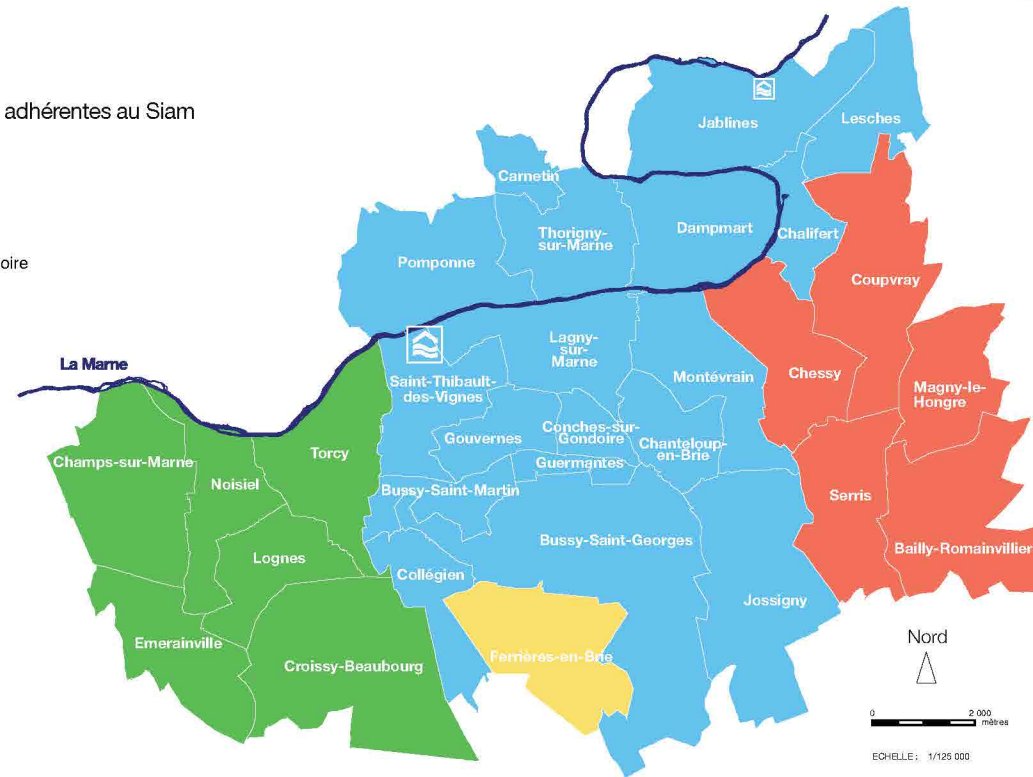 adhérentes au Siam
oire
La Marne
Jablines
Lesches
Carnetin
Thorigny-
sur-Marne
Dampmart
Chalifert
Pomponne
Coupvray
Lagny-
sur-
Marne
Saint-Thibault-
des-Vignes
Montévrain
Chessy
Magny-le-
Hongre
Gouvernes
Conches-sur-
Gondoire
Chanteloup-
en-Brie
Guermantes
Champs-sur-Marne
Noisiel
Torcy
Bussy-Saint-Martin
Serris
Lognes
Bussy-Saint-Georges
Bailly-Romainvillier
Collégien
Jossigny
Emerainville
Croissy-Beaubourg
Ferrières-en-Brie
Nord
0 2 000
mètres
ECHELLE : 1/125 000